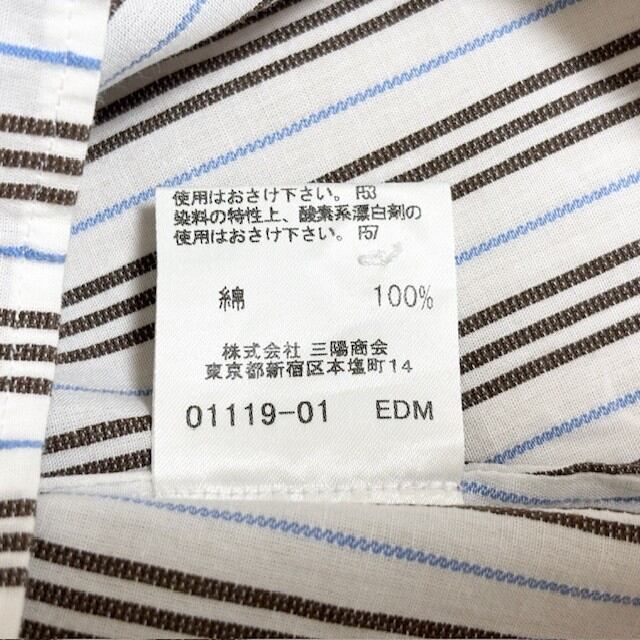 使用はおさけ下さい。 F53
染料の特性上、酸素系漂白剤の
使用はおさけ下さい。 F57
綿 100%
株式会社 三陽商会
東京都新宿区本塩町14
01119-01 EDM